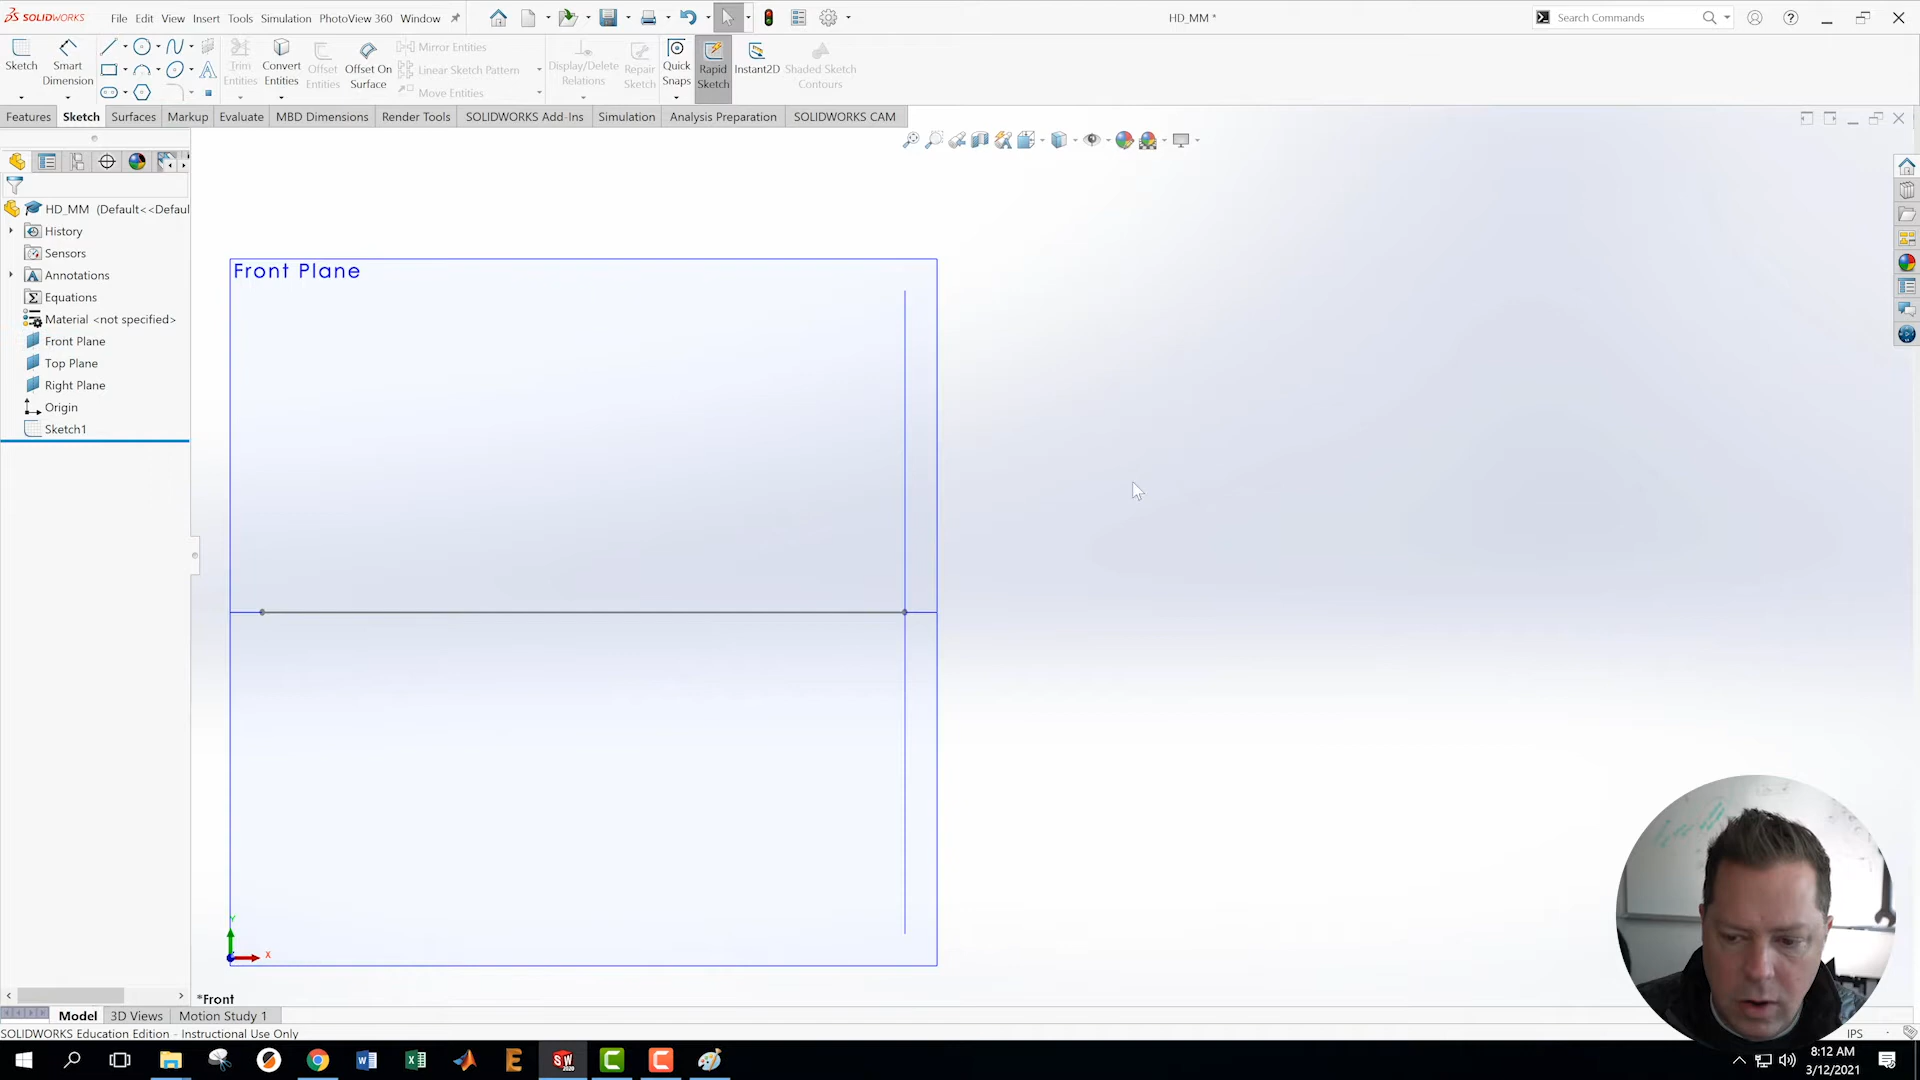 SOLIDWORKS File Edit View Insert Tools Simulation PhotoView 360 Window HD_MM * Search Commands
Sketch Smart Dimension Trim Entities Convert Entities Offset Entities Offset On Surface Mirror Entities Linear Sketch Pattern Move Entities Display/Delete Relations Repair Sketch Quick Snaps Rapid Sketch Instant2D Shaded Sketch Contours
Features Sketch Surfaces Markup Evaluate MBD Dimensions Render Tools SOLIDWORKS Add-Ins Simulation Analysis Preparation SOLIDWORKS CAM
HD_MM (Default<<Defaul
History
Sensors
Annotations
Equations
Material <not specified>
Front Plane
Top Plane
Right Plane
Origin
Sketch1
Front Plane
Y
X
*Front
Model 3D Views Motion Study 1
SOLIDWORKS Education Edition - Instructional Use Only IPS
8:12 AM
3/12/2021